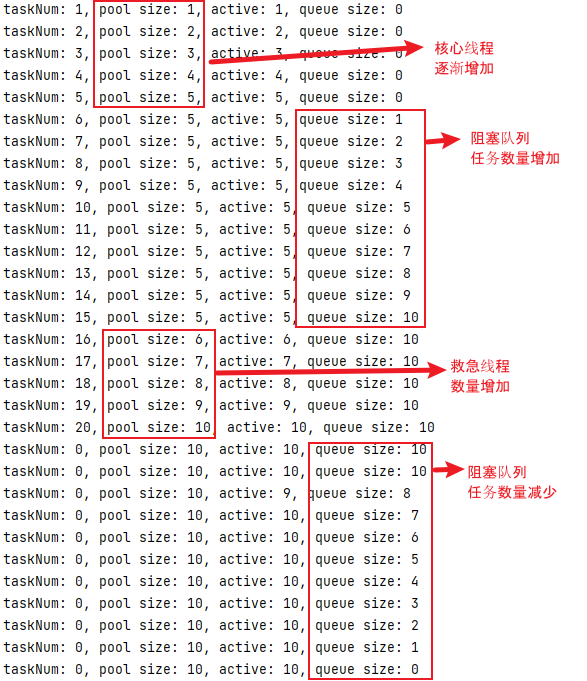 taskNum: 1, pool size: 1, active: 1, queue size: 0
taskNum: 2, pool size: 2, active: 2, queue size: 0
taskNum: 3, pool size: 3, active: 3, queue size: 0
taskNum: 4, pool size: 4, active: 4, queue size: 0
taskNum: 5, pool size: 5, active: 5, queue size: 0
核心线程
逐渐增加
taskNum: 6, pool size: 5, active: 5, queue size: 1
taskNum: 7, pool size: 5, active: 5, queue size: 2
taskNum: 8, pool size: 5, active: 5, queue size: 3
taskNum: 9, pool size: 5, active: 5, queue size: 4
taskNum: 10, pool size: 5, active: 5, queue size: 5
taskNum: 11, pool size: 5, active: 5, queue size: 6
taskNum: 12, pool size: 5, active: 5, queue size: 7
taskNum: 13, pool size: 5, active: 5, queue size: 8
taskNum: 14, pool size: 5, active: 5, queue size: 9
taskNum: 15, pool size: 5, active: 5, queue size: 10
阻塞队列
任务数量增加
taskNum: 16, pool size: 6, active: 6, queue size: 10
taskNum: 17, pool size: 7, active: 7, queue size: 10
taskNum: 18, pool size: 8, active: 8, queue size: 10
taskNum: 19, pool size: 9, active: 9, queue size: 10
taskNum: 20, pool size: 10, active: 10, queue size: 10
救急线程
数量增加
taskNum: 0, pool size: 10, active: 10, queue size: 10
taskNum: 0, pool size: 10, active: 10, queue size: 10
taskNum: 0, pool size: 10, active: 9, queue size: 8
taskNum: 0, pool size: 10, active: 10, queue size: 7
taskNum: 0, pool size: 10, active: 10, queue size: 6
taskNum: 0, pool size: 10, active: 10, queue size: 5
taskNum: 0, pool size: 10, active: 10, queue size: 4
taskNum: 0, pool size: 10, active: 10, queue size: 3
taskNum: 0, pool size: 10, active: 10, queue size: 2
taskNum: 0, pool size: 10, active: 10, queue size: 1
taskNum: 0, pool size: 10, active: 10, queue size: 0
阻塞队列
任务数量减少